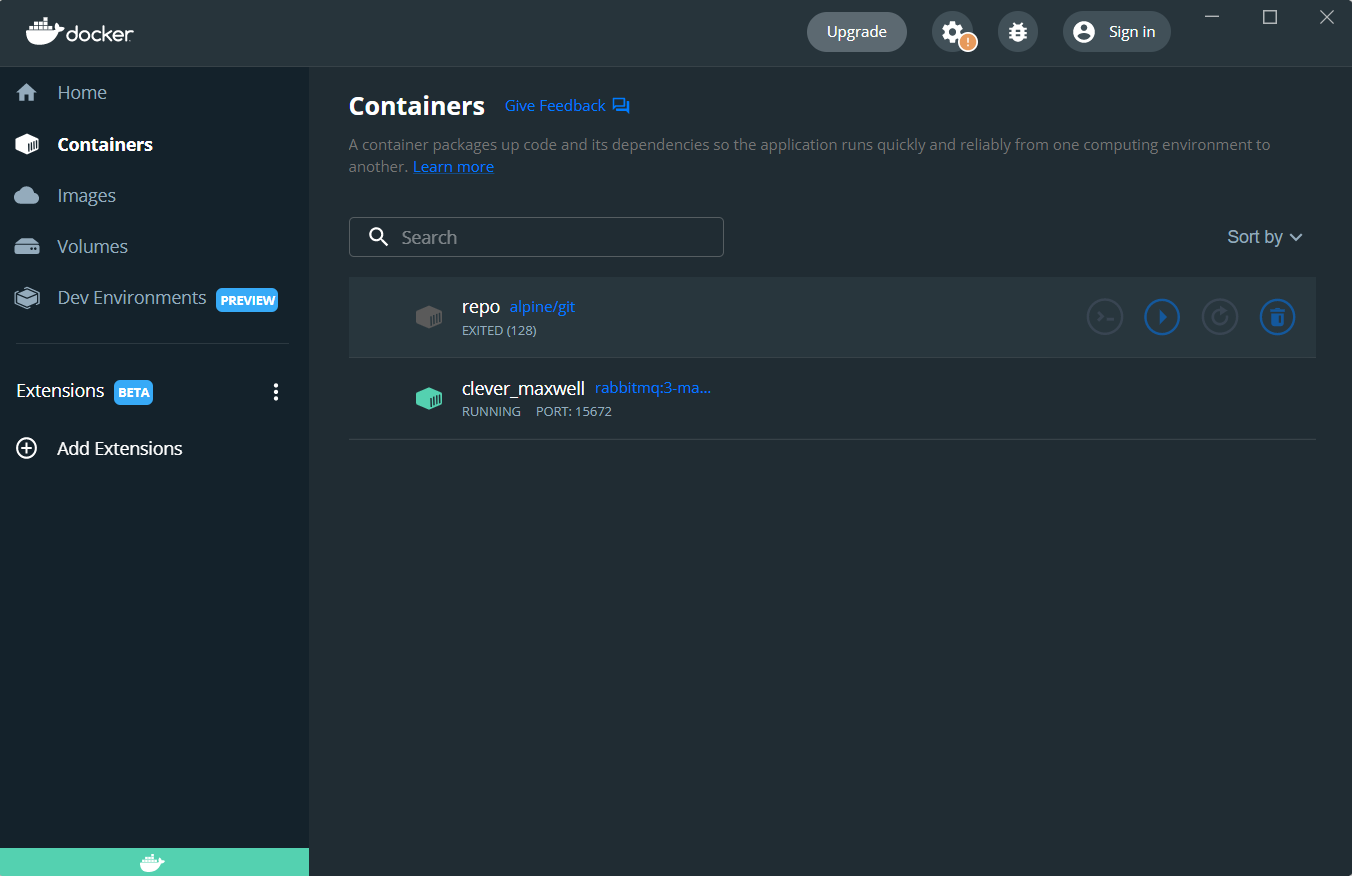 docker
Upgrade
!
Sign in
Home
Containers
Images
Volumes
Dev Environments PREVIEW
Extensions BETA
Add Extensions
Containers Give Feedback
A container packages up code and its dependencies so the application runs quickly and reliably from one computing environment to
another. Learn more
Search
Sort by
repo alpine/git
EXITED (128)
clever_maxwell rabbitmq:3-ma...
RUNNING PORT: 15672